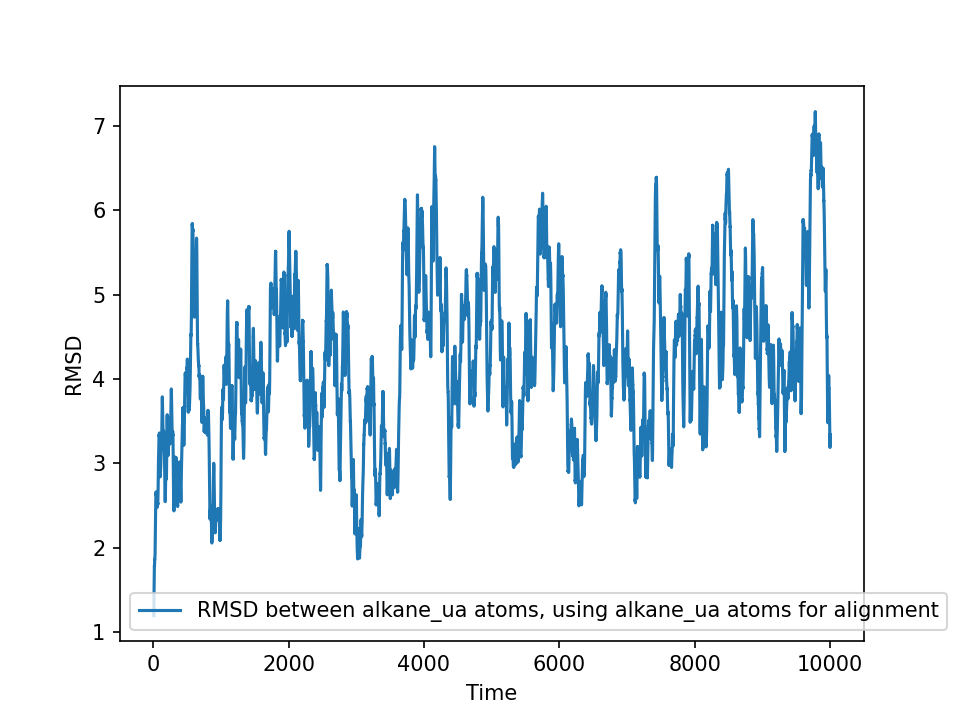 7
6
5
4
3
2
1
RMSD
RMSD between alkane_ua atoms, using alkane_ua atoms for alignment
0 2000 4000 6000 8000 10000
Time